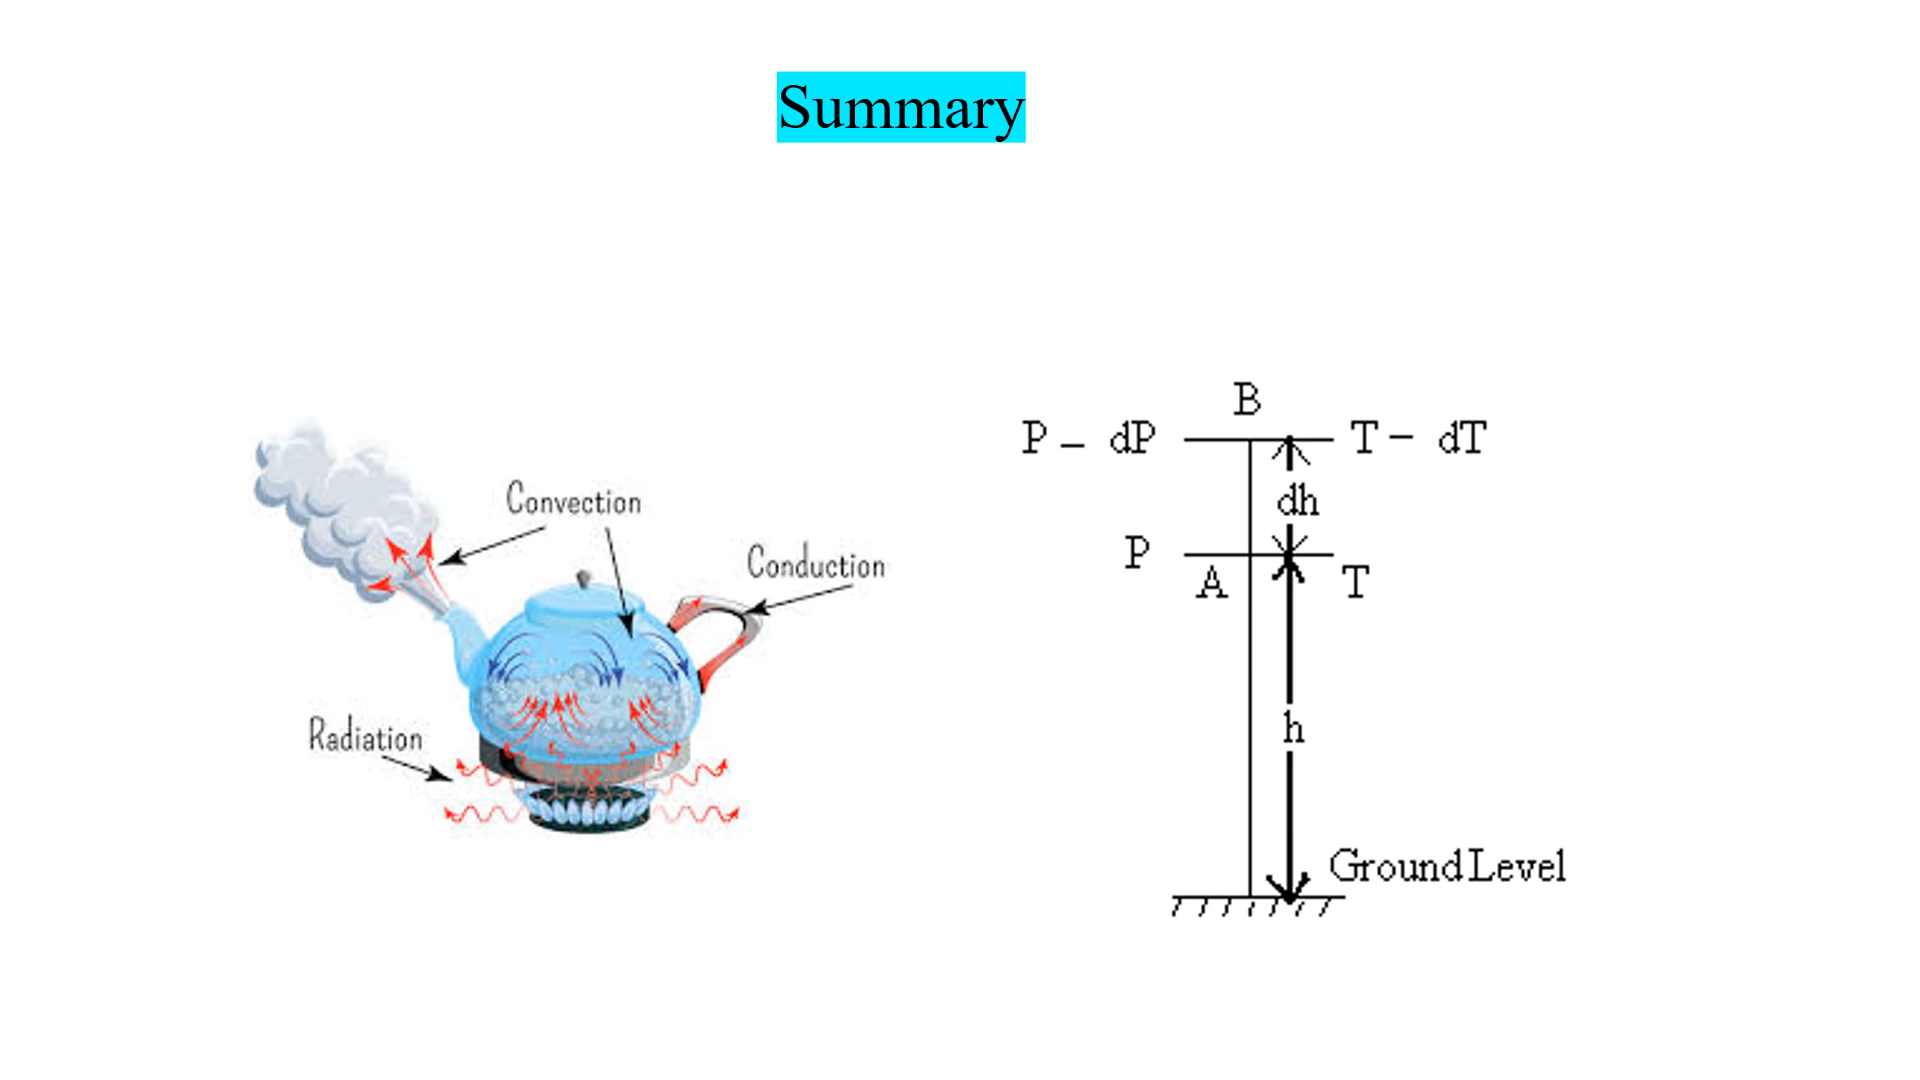 Summary
Convection
Conduction
Radiation
B
P – dP
T – dT
dh
P
A
T
h
Ground Level